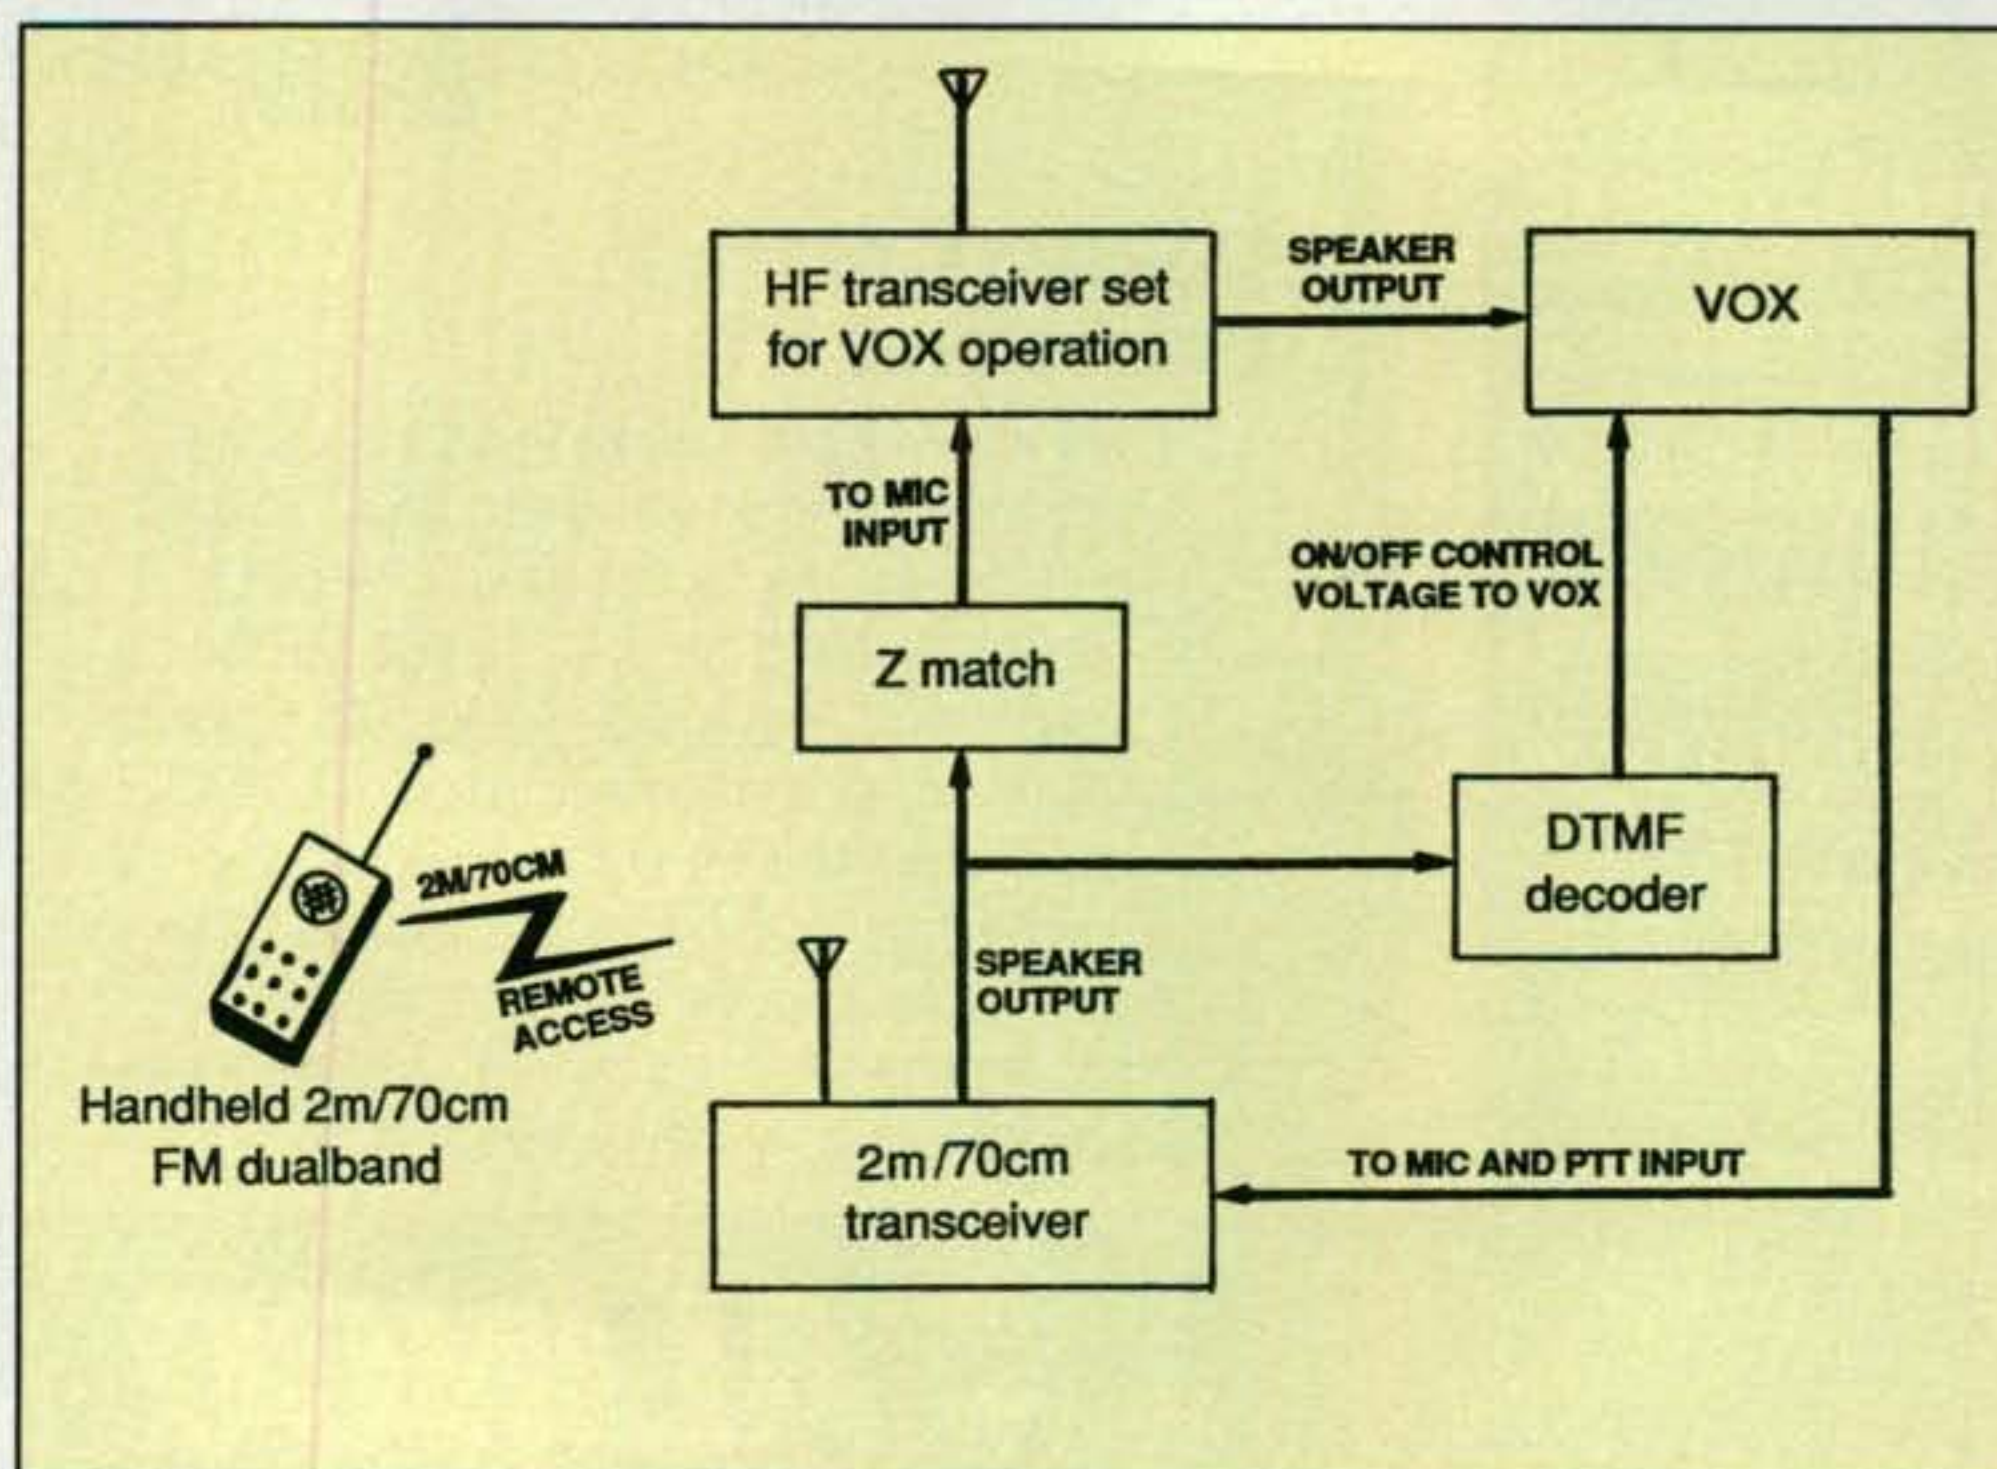 HF transceiver set
for VOX operation
SPEAKER
OUTPUT
VOX
TO MIC
INPUT
ON/OFF CONTROL
VOLTAGE TO VOX
Z match
DTMF
decoder
2M/70CM
REMOTE
ACCESS
SPEAKER
OUTPUT
Handheld 2m/70cm
FM dualband
2m/70cm
transceiver
TO MIC AND PTT INPUT